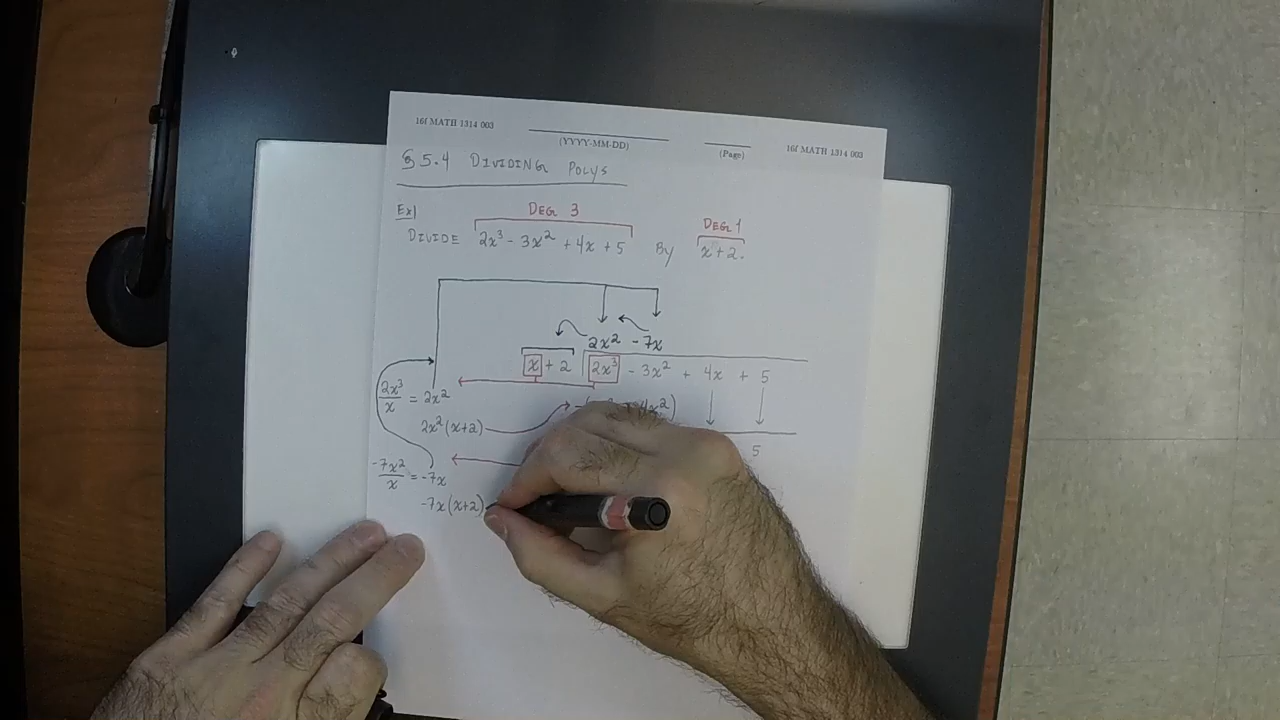 16f MATH 1314 003
(YYYY-MM-DD)
(Page)
16f MATH 1314 003
§ 5.4 DIVIDING POLYS
Ex1
DEG 3
DEG 1
DIVIDE 2x³ - 3x² + 4x + 5 By x + 2.
2x² - 7x
x + 2 2x³ - 3x² + 4x + 5
2x³/x = 2x²
2x²(x+2)
4x²)
5
-7x²/x = -7x
-7x(x+2)